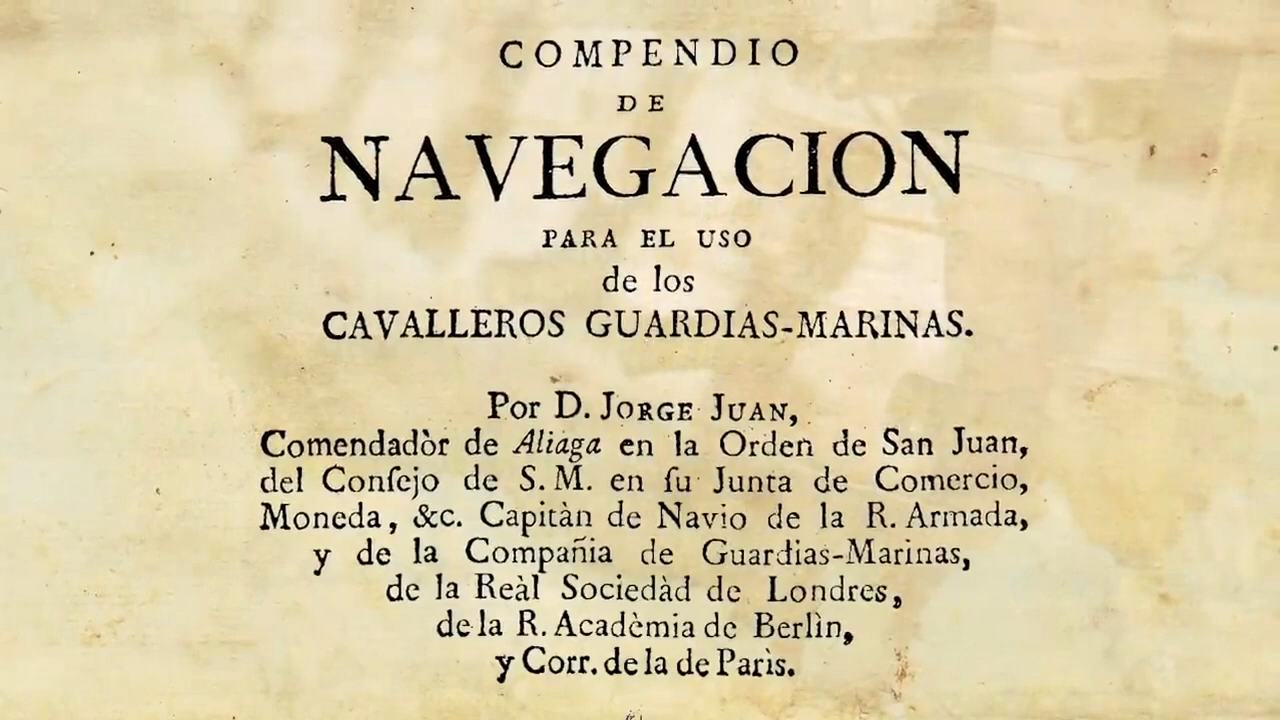 COMPENDIO
DE
NAVEGACION
PARA EL USO
de los
CAVALLEROS GUARDIAS-MARINAS.
Por D. JORGE JUAN,
Comendadòr de Aliaga en la Orden de San Juan,
del Conſejo de S. M. en ſu Junta de Comercio,
Moneda, &c. Capitàn de Navio de la R. Armada,
y de la Compañia de Guardias-Marinas,
de la Reàl Sociedàd de Londres,
de la R. Acadèmia de Berlìn,
y Corr. de la de Parìs.